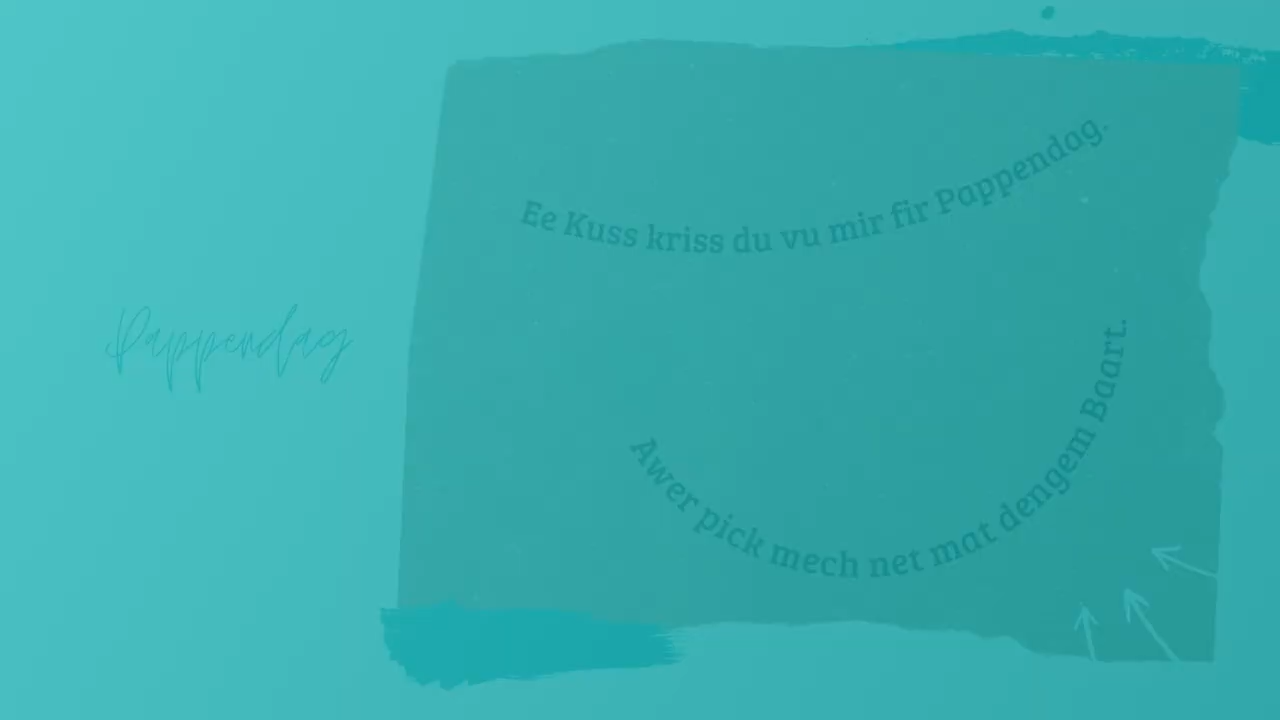 Pappendag
Ee Kuss kriss du vu mir fir Pappendag.
Awer pick mech net mat dengem Baart.